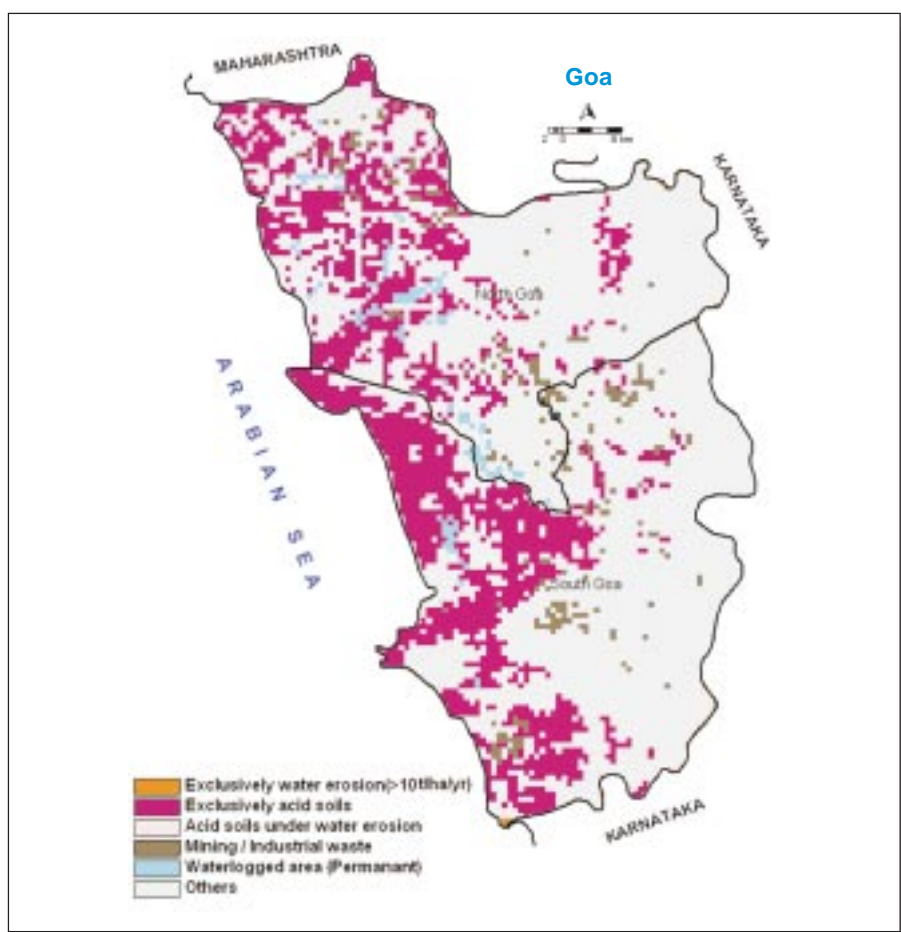 MAHARASHTRA
Goa
A
KARNATAKA
North Goa
ARABIAN SEA
South Goa
Exclusively water erosion(>10t/ha/yr)
Exclusively acid soils
Acid soils under water erosion
Mining / Industrial waste
Waterlogged area (Permanant)
Others
KARNATAKA